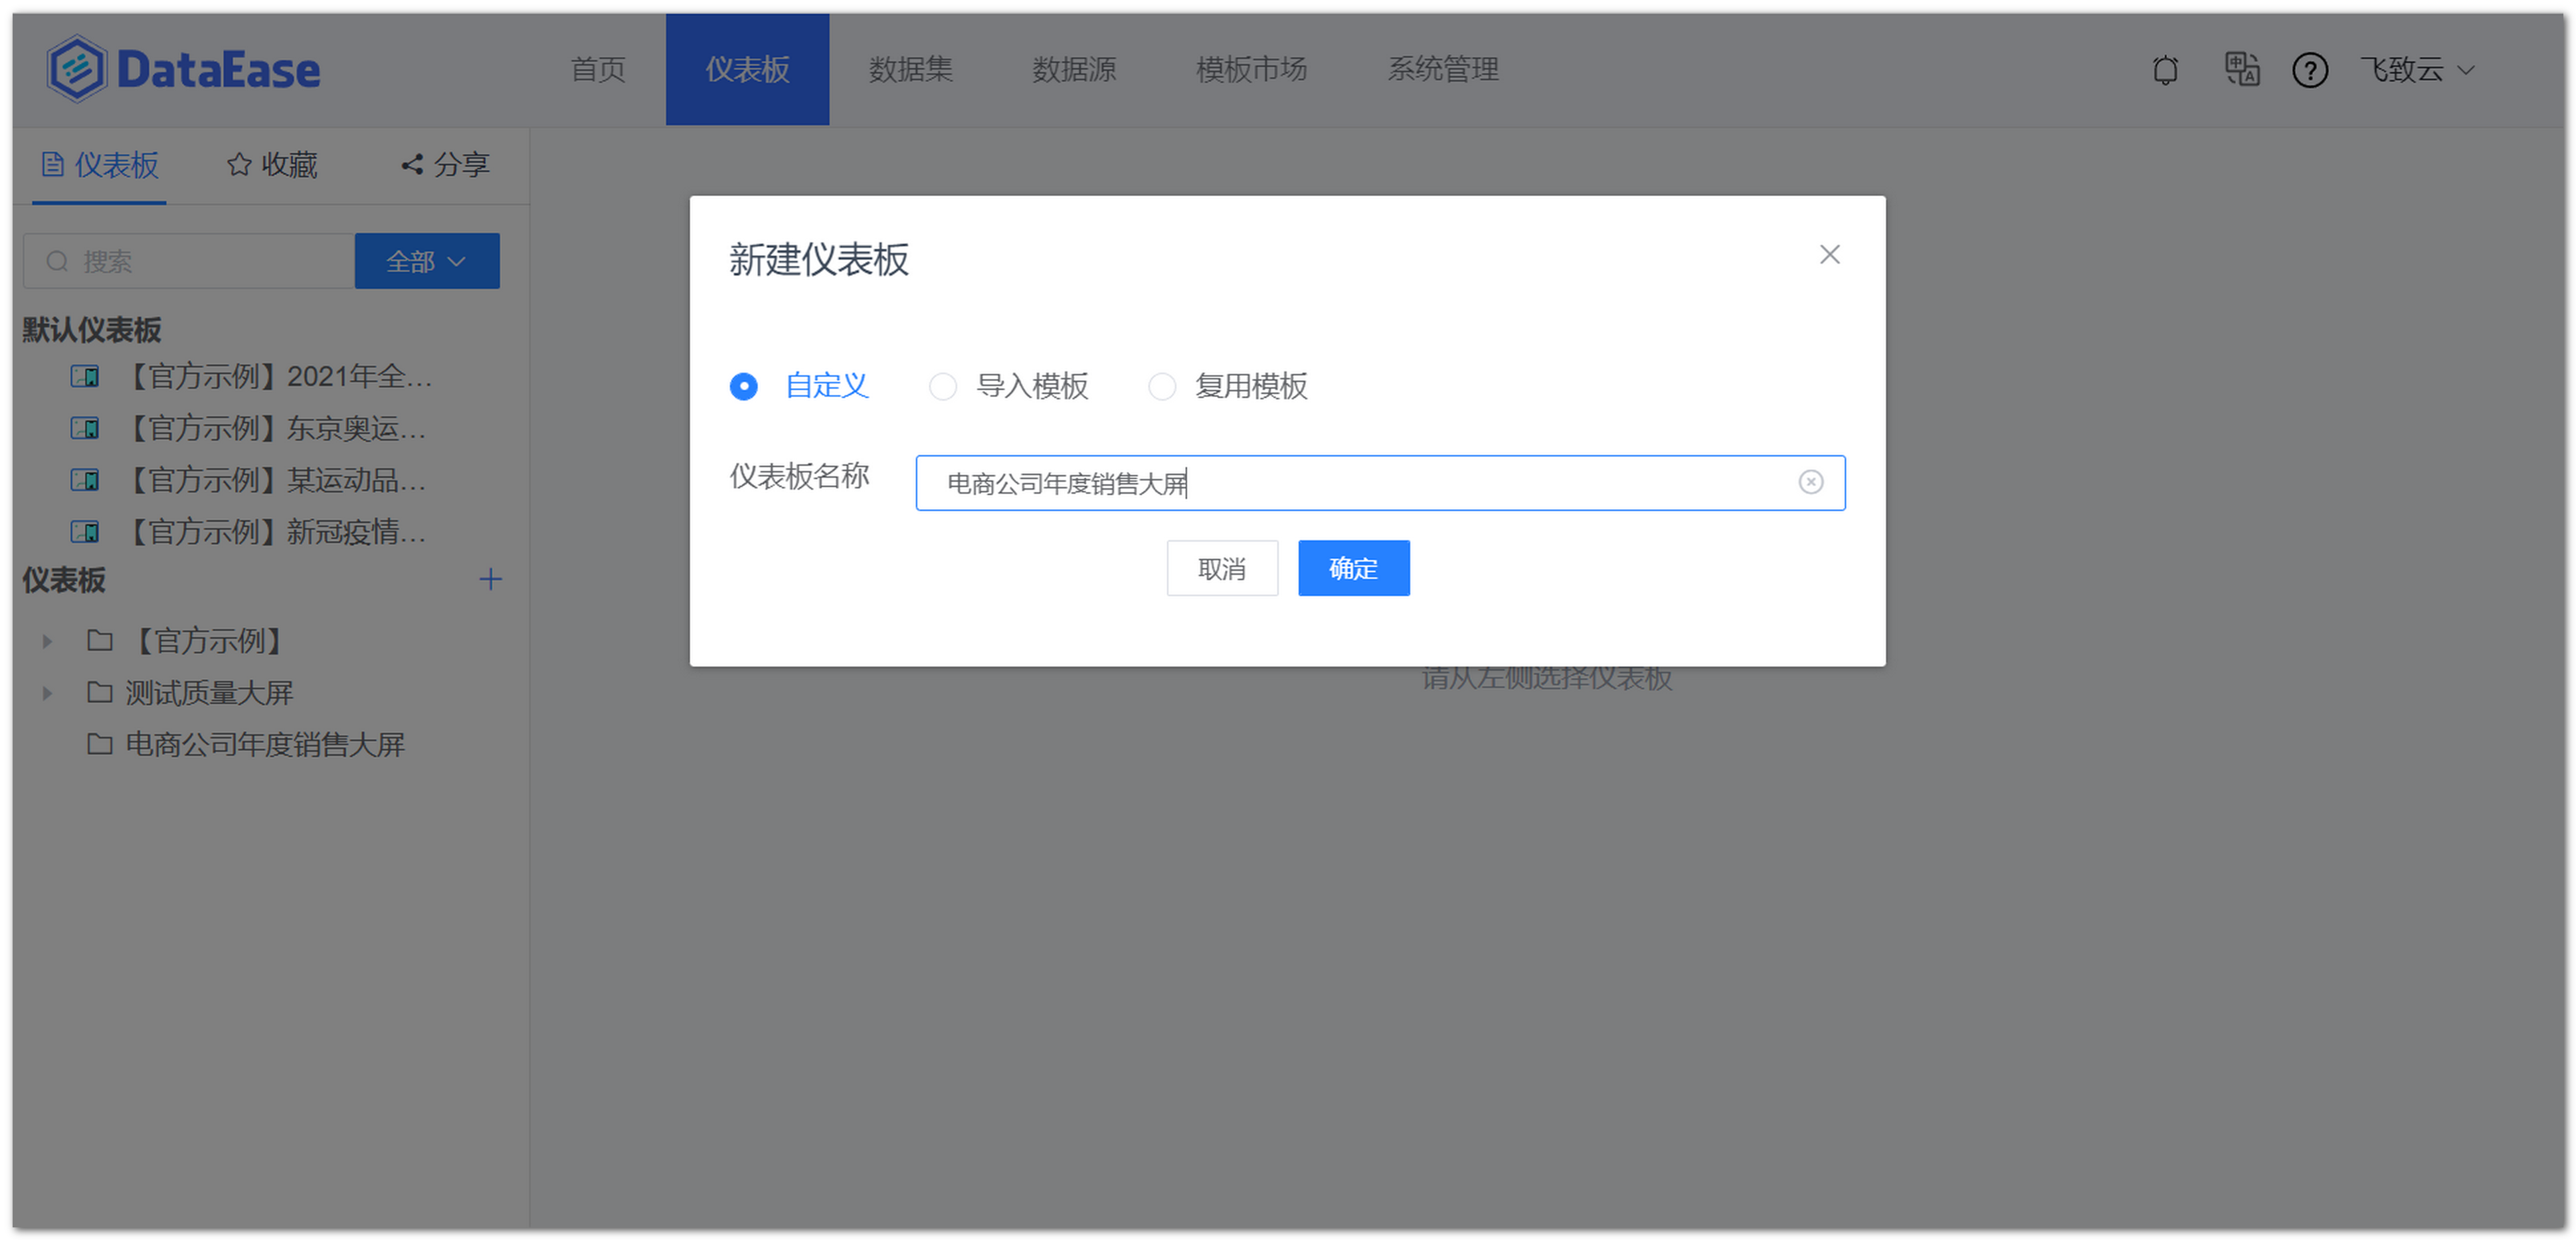 DataEase 首页 仪表板 数据集 数据源 模板市场 系统管理 飞致云
仪表板 收藏 分享
搜索 全部
默认仪表板
【官方示例】2021年全...
【官方示例】东京奥运...
【官方示例】某运动品...
【官方示例】新冠疫情...
仪表板
【官方示例】
测试质量大屏
电商公司年度销售大屏
新建仪表板
自定义 导入模板 复用模板
仪表板名称 电商公司年度销售大屏
取消 确定
请从左侧选择仪表板